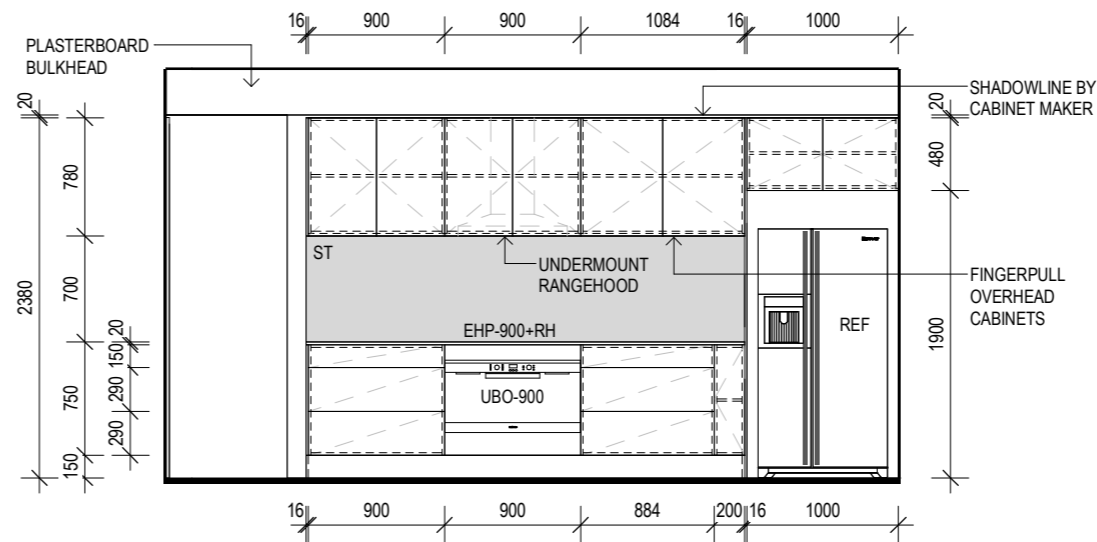 16 900 900 1084 16 1000
PLASTERBOARD
BULKHEAD
SHADOWLINE BY
CABINET MAKER
20
20
780
480
ST
UNDERMOUNT
RANGEHOOD
FINGERPULL
OVERHEAD
CABINETS
2380
700
REF
1900
EHP-900+RH
20
150
750
290
UBO-900
290
150
16 900 900 884 200 16 1000